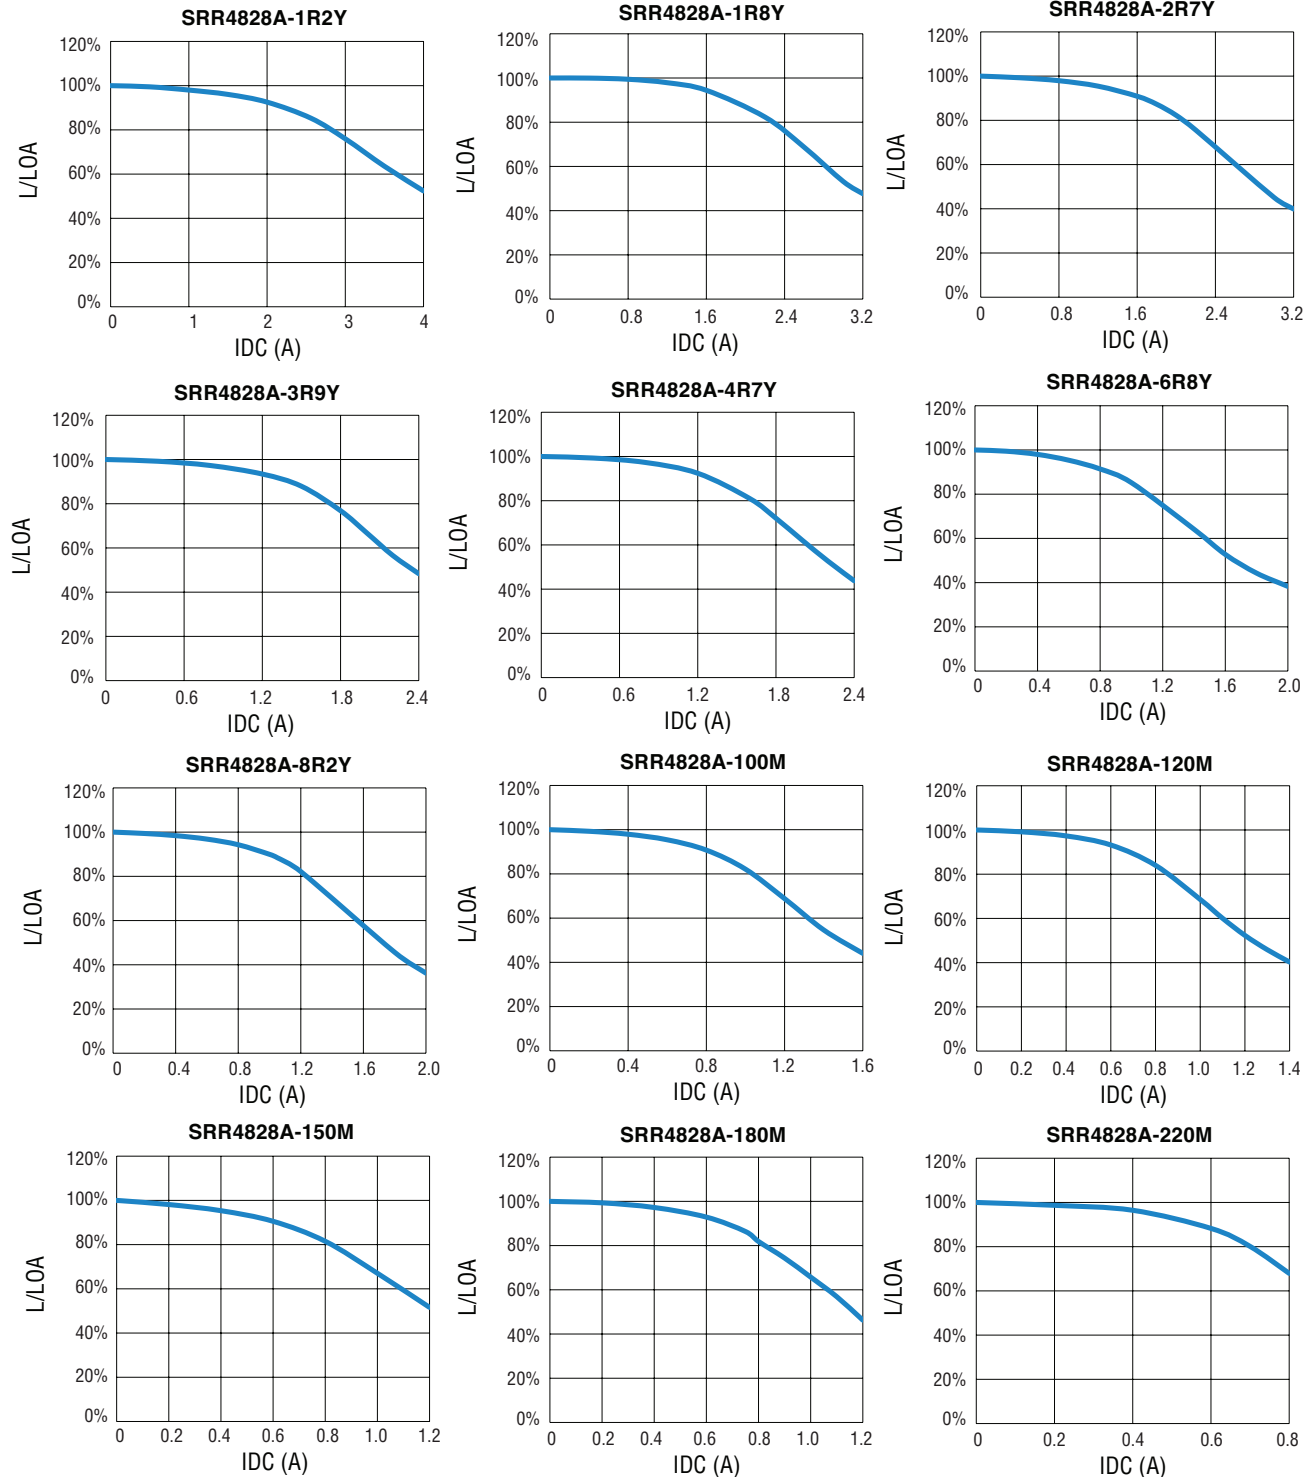 SRR4828A-1R2Y
120%
100%
80%
60%
40%
20%
0%
L/LOA
0 1 2 3 4
IDC (A)
SRR4828A-1R8Y
120%
100%
80%
60%
40%
20%
0%
L/LOA
0 0.8 1.6 2.4 3.2
IDC (A)
SRR4828A-2R7Y
120%
100%
80%
60%
40%
20%
0%
L/LOA
0 0.8 1.6 2.4 3.2
IDC (A)
SRR4828A-3R9Y
120%
100%
80%
60%
40%
20%
0%
L/LOA
0 0.6 1.2 1.8 2.4
IDC (A)
SRR4828A-4R7Y
120%
100%
80%
60%
40%
20%
0%
L/LOA
0 0.6 1.2 1.8 2.4
IDC (A)
SRR4828A-6R8Y
120%
100%
80%
60%
40%
20%
0%
L/LOA
0 0.4 0.8 1.2 1.6 2.0
IDC (A)
SRR4828A-8R2Y
120%
100%
80%
60%
40%
20%
0%
L/LOA
0 0.4 0.8 1.2 1.6 2.0
IDC (A)
SRR4828A-100M
120%
100%
80%
60%
40%
20%
0%
L/LOA
0 0.4 0.8 1.2 1.6
IDC (A)
SRR4828A-120M
120%
100%
80%
60%
40%
20%
0%
L/LOA
0 0.2 0.4 0.6 0.8 1.0 1.2 1.4
IDC (A)
SRR4828A-150M
120%
100%
80%
60%
40%
20%
0%
L/LOA
0 0.2 0.4 0.6 0.8 1.0 1.2
IDC (A)
SRR4828A-180M
120%
100%
80%
60%
40%
20%
0%
L/LOA
0 0.2 0.4 0.6 0.8 1.0 1.2
IDC (A)
SRR4828A-220M
120%
100%
80%
60%
40%
20%
0%
L/LOA
0 0.2 0.4 0.6 0.8
IDC (A)